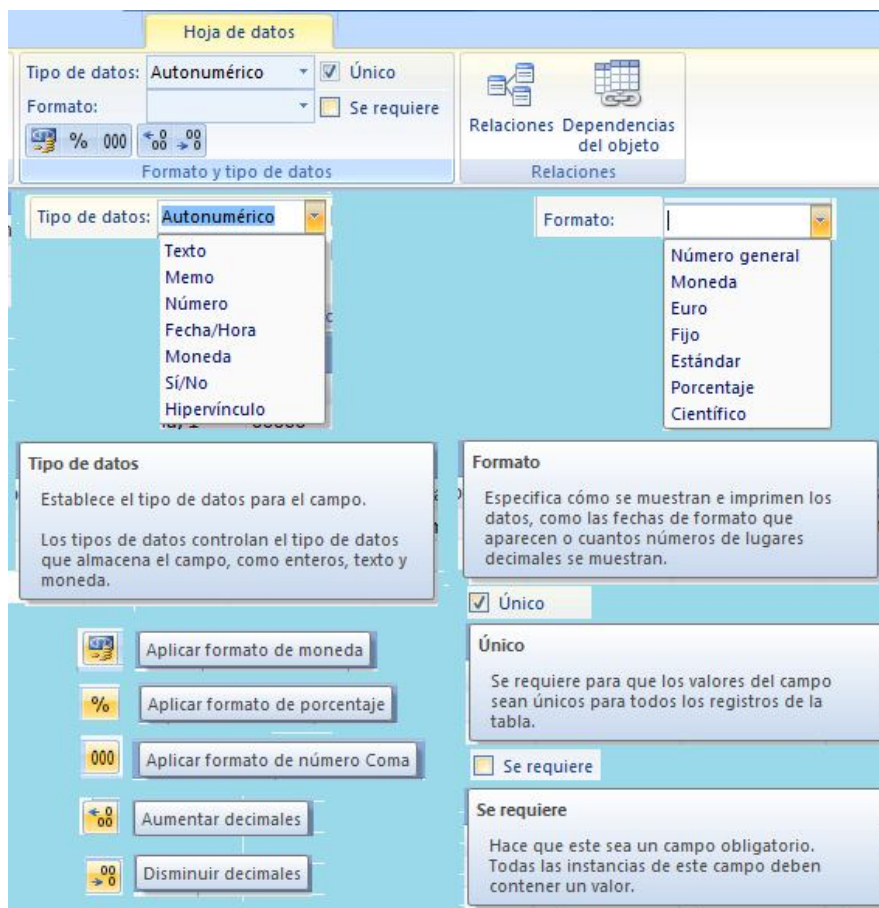 Hoja de datos
Tipo de datos: Autonumérico
Único
Formato:
Se requiere
% 000
Formato y tipo de datos
Relaciones
Dependencias
del objeto
Relaciones
Tipo de datos: Autonumérico
Texto
Memo
Número
Fecha/Hora
Moneda
Sí/No
Hipervínculo
Formato:
Número general
Moneda
Euro
Fijo
Estándar
Porcentaje
Científico
Tipo de datos
Establece el tipo de datos para el campo.
Los tipos de datos controlan el tipo de datos
que almacena el campo, como enteros, texto y
moneda.
Formato
Especifica cómo se muestran e imprimen los
datos, como las fechas de formato que
aparecen o cuantos números de lugares
decimales se muestran.
Aplicar formato de moneda
% Aplicar formato de porcentaje
000 Aplicar formato de número Coma
Aumentar decimales
Disminuir decimales
Único
Único
Se requiere para que los valores del campo
sean únicos para todos los registros de la
tabla.
Se requiere
Se requiere
Hace que este sea un campo obligatorio.
Todas las instancias de este campo deben
contener un valor.